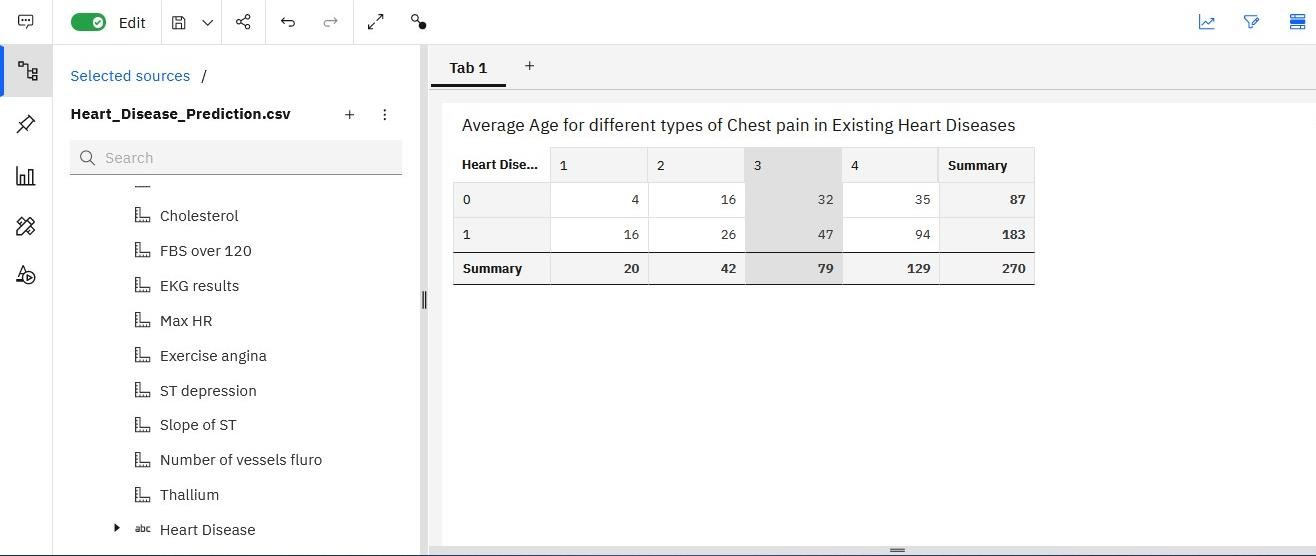 Edit
Selected sources /
Heart_Disease_Prediction.csv
Search
Cholesterol
FBS over 120
EKG results
Max HR
Exercise angina
ST depression
Slope of ST
Number of vessels fluro
Thallium
abc Heart Disease
Tab 1 +
Average Age for different types of Chest pain in Existing Heart Diseases
Heart Dise... 1 2 3 4 Summary
0 4 16 32 35 87
1 16 26 47 94 183
Summary 20 42 79 129 270